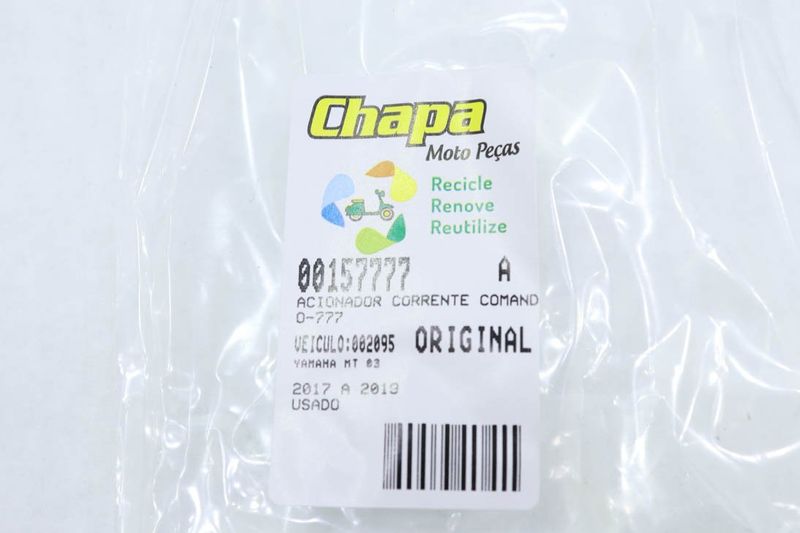 Chapa
Moto Peças
Recicle
Renove
Reutilize
00157777 A
ACIONADOR CORRENTE COMAND
O-777
VEICULO:002095 ORIGINAL
YAMAHA MT 03
2017 A 2019
USADO